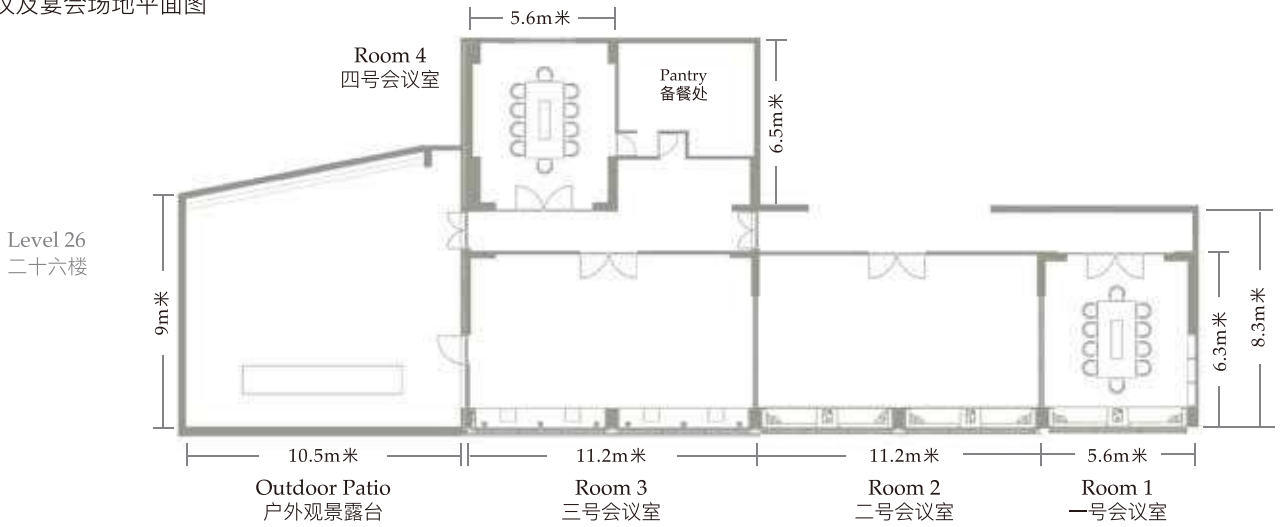 议及宴会场地平面图
5.6m米
Room 4
四号会议室
Pantry
备餐处
6.5m米
Level 26
二十六楼
9m米
6.3m米
8.3m米
10.5m米
11.2m米
11.2m米
5.6m米
Outdoor Patio
户外观景露台
Room 3
三号会议室
Room 2
二号会议室
Room 1
一号会议室